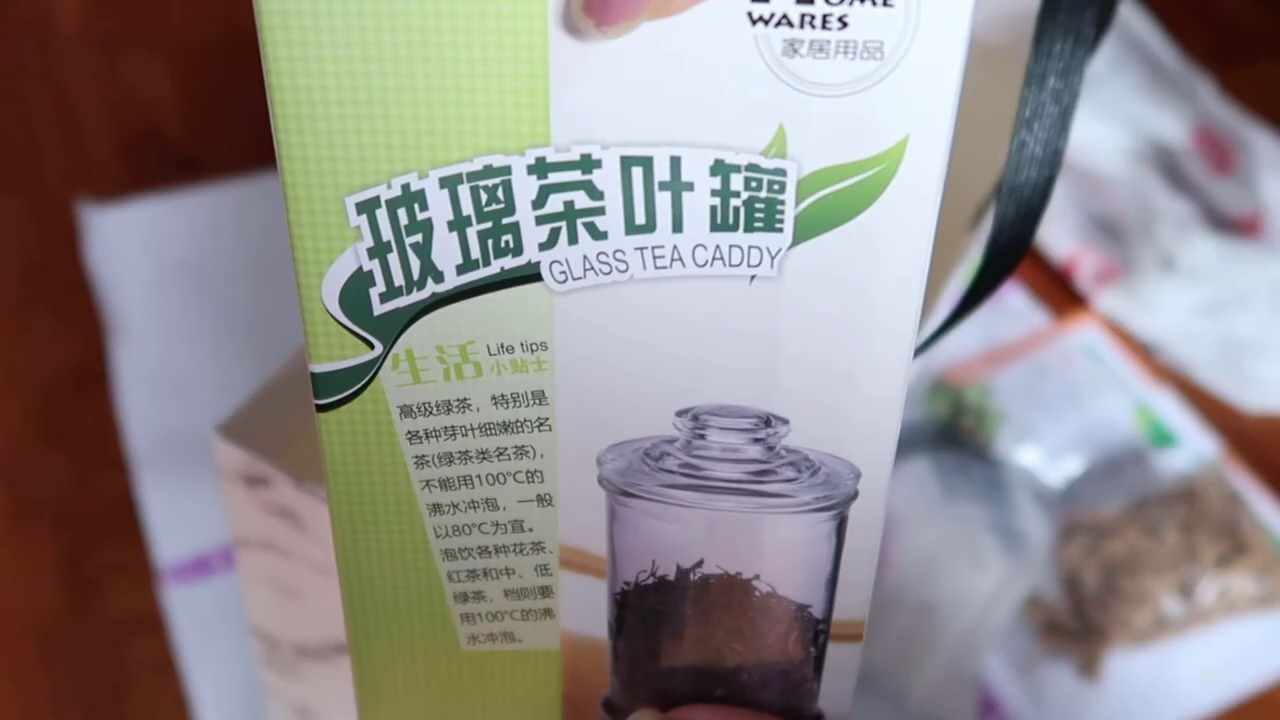 WARES
家居用品
玻璃茶叶罐
GLASS TEA CADDY
生活 Life tips
小贴士
高级绿茶，特别是
各种芽叶细嫩的名
茶(绿茶类名茶)，
不能用100°C的
沸水冲泡，一般
以80°C为宜。
泡饮各种花茶、
红茶和中、低
绿茶，档则要
用100°C的沸
水冲泡。